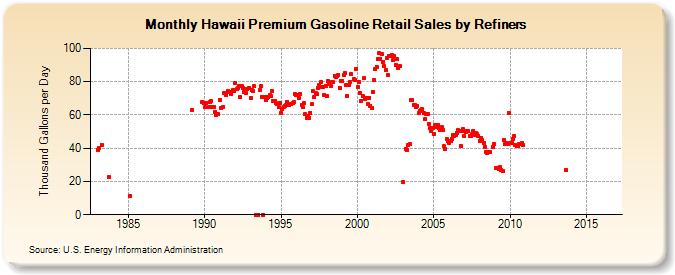 Monthly Hawaii Premium Gasoline Retail Sales by Refiners
Thousand Gallons per Day
100
80
60
40
20
0
1985 1990 1995 2000 2005 2010 2015
Source: U.S. Energy Information Administration